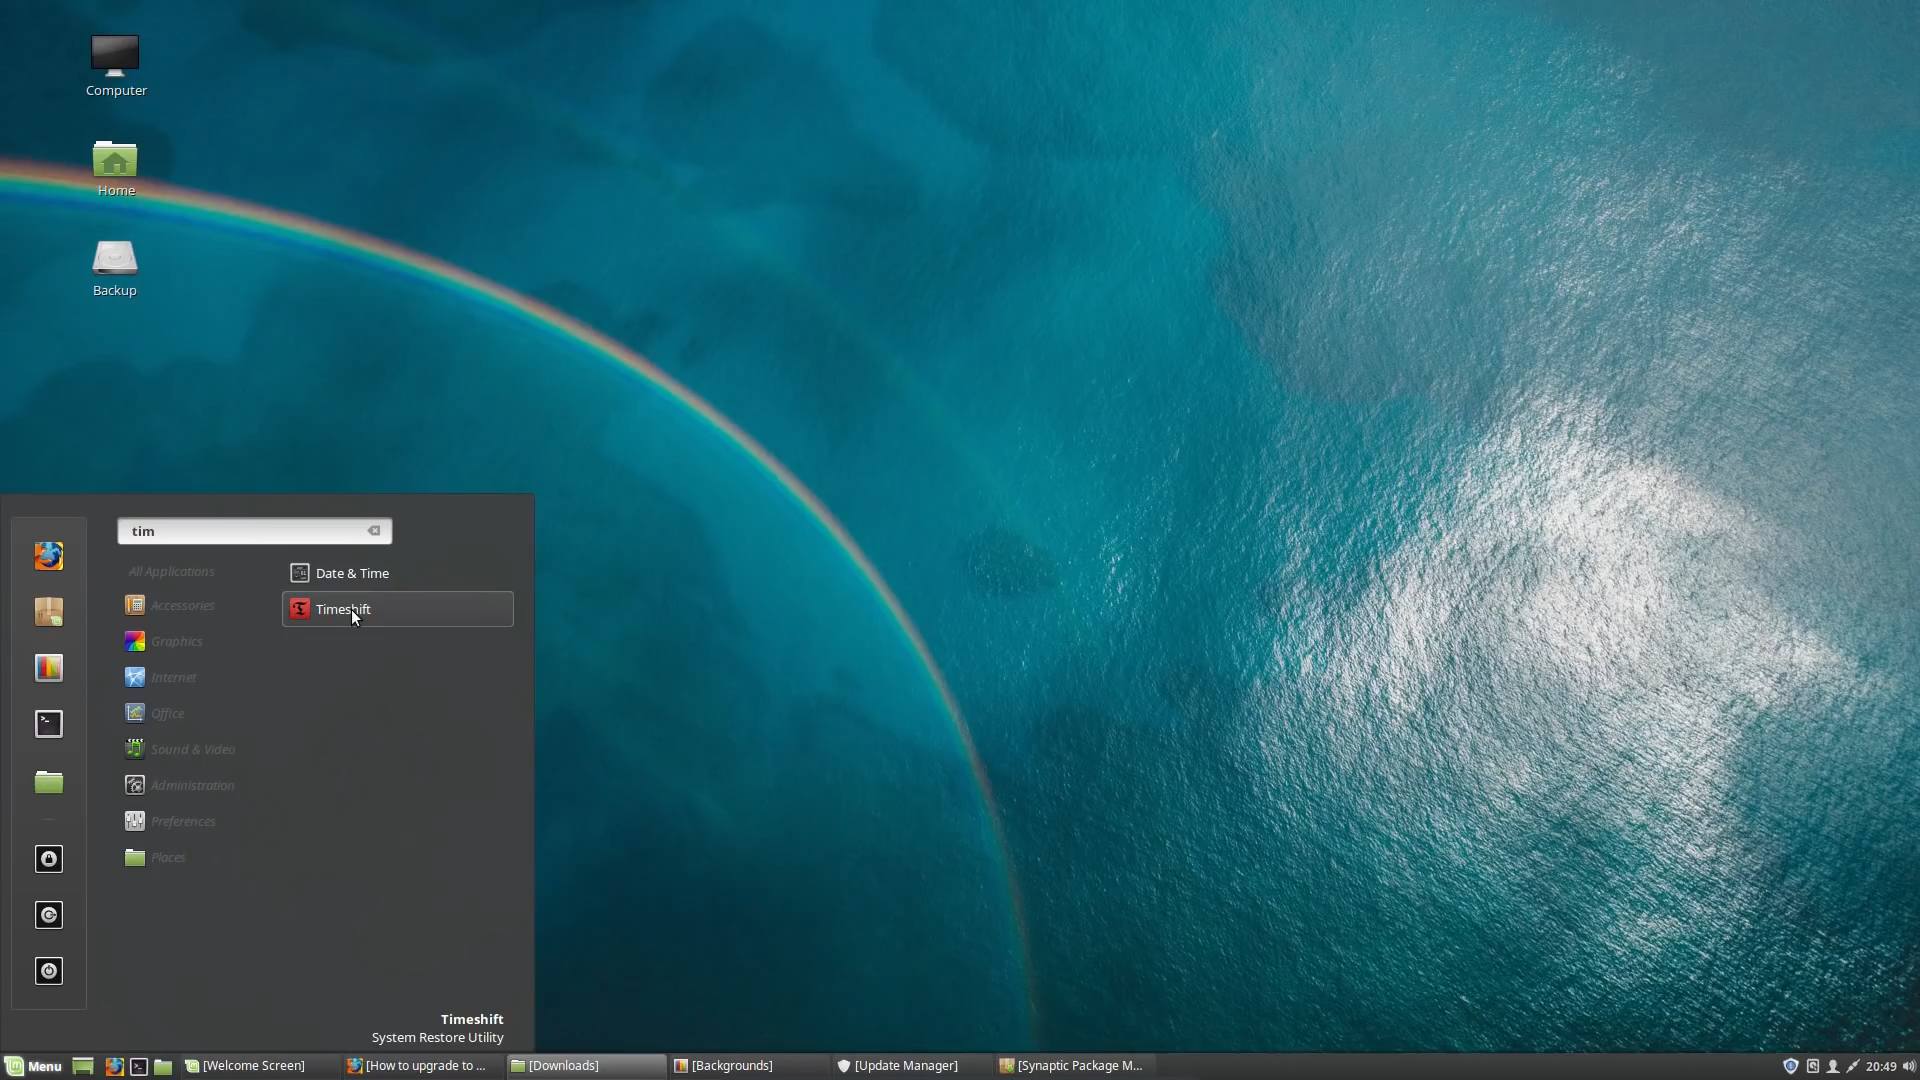 Computer
Home
Backup
tim
All Applications
Accessories
Graphics
Internet
Office
Sound & Video
Administration
Preferences
Places
Date & Time
Timeshift
Timeshift
System Restore Utility
Menu
[Welcome Screen]
[How to upgrade to ...
[Downloads]
[Backgrounds]
[Update Manager]
[Synaptic Package M...
20:49